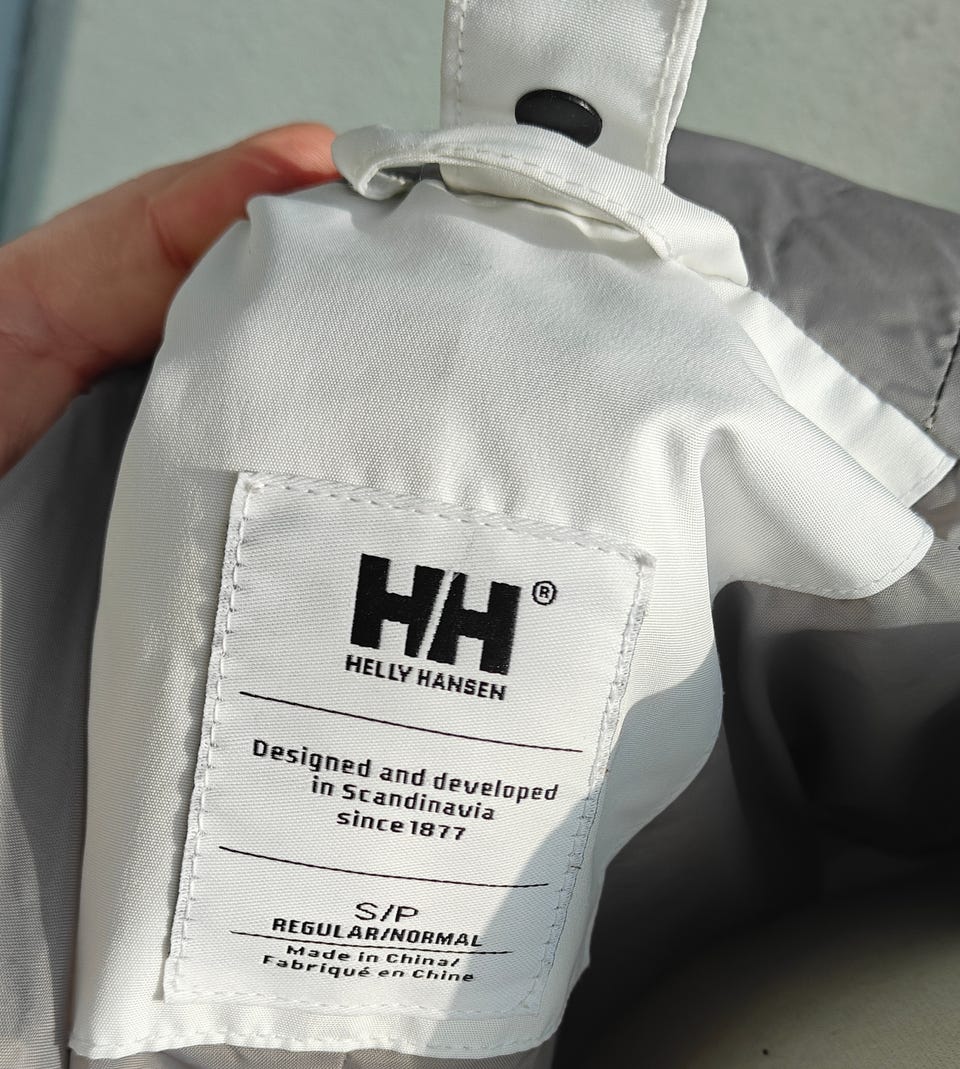 HH®
HELLY HANSEN
Designed and developed
in Scandinavia
since 1877
S/P
REGULAR/NORMAL
Made in China/
Fabriqué en Chine